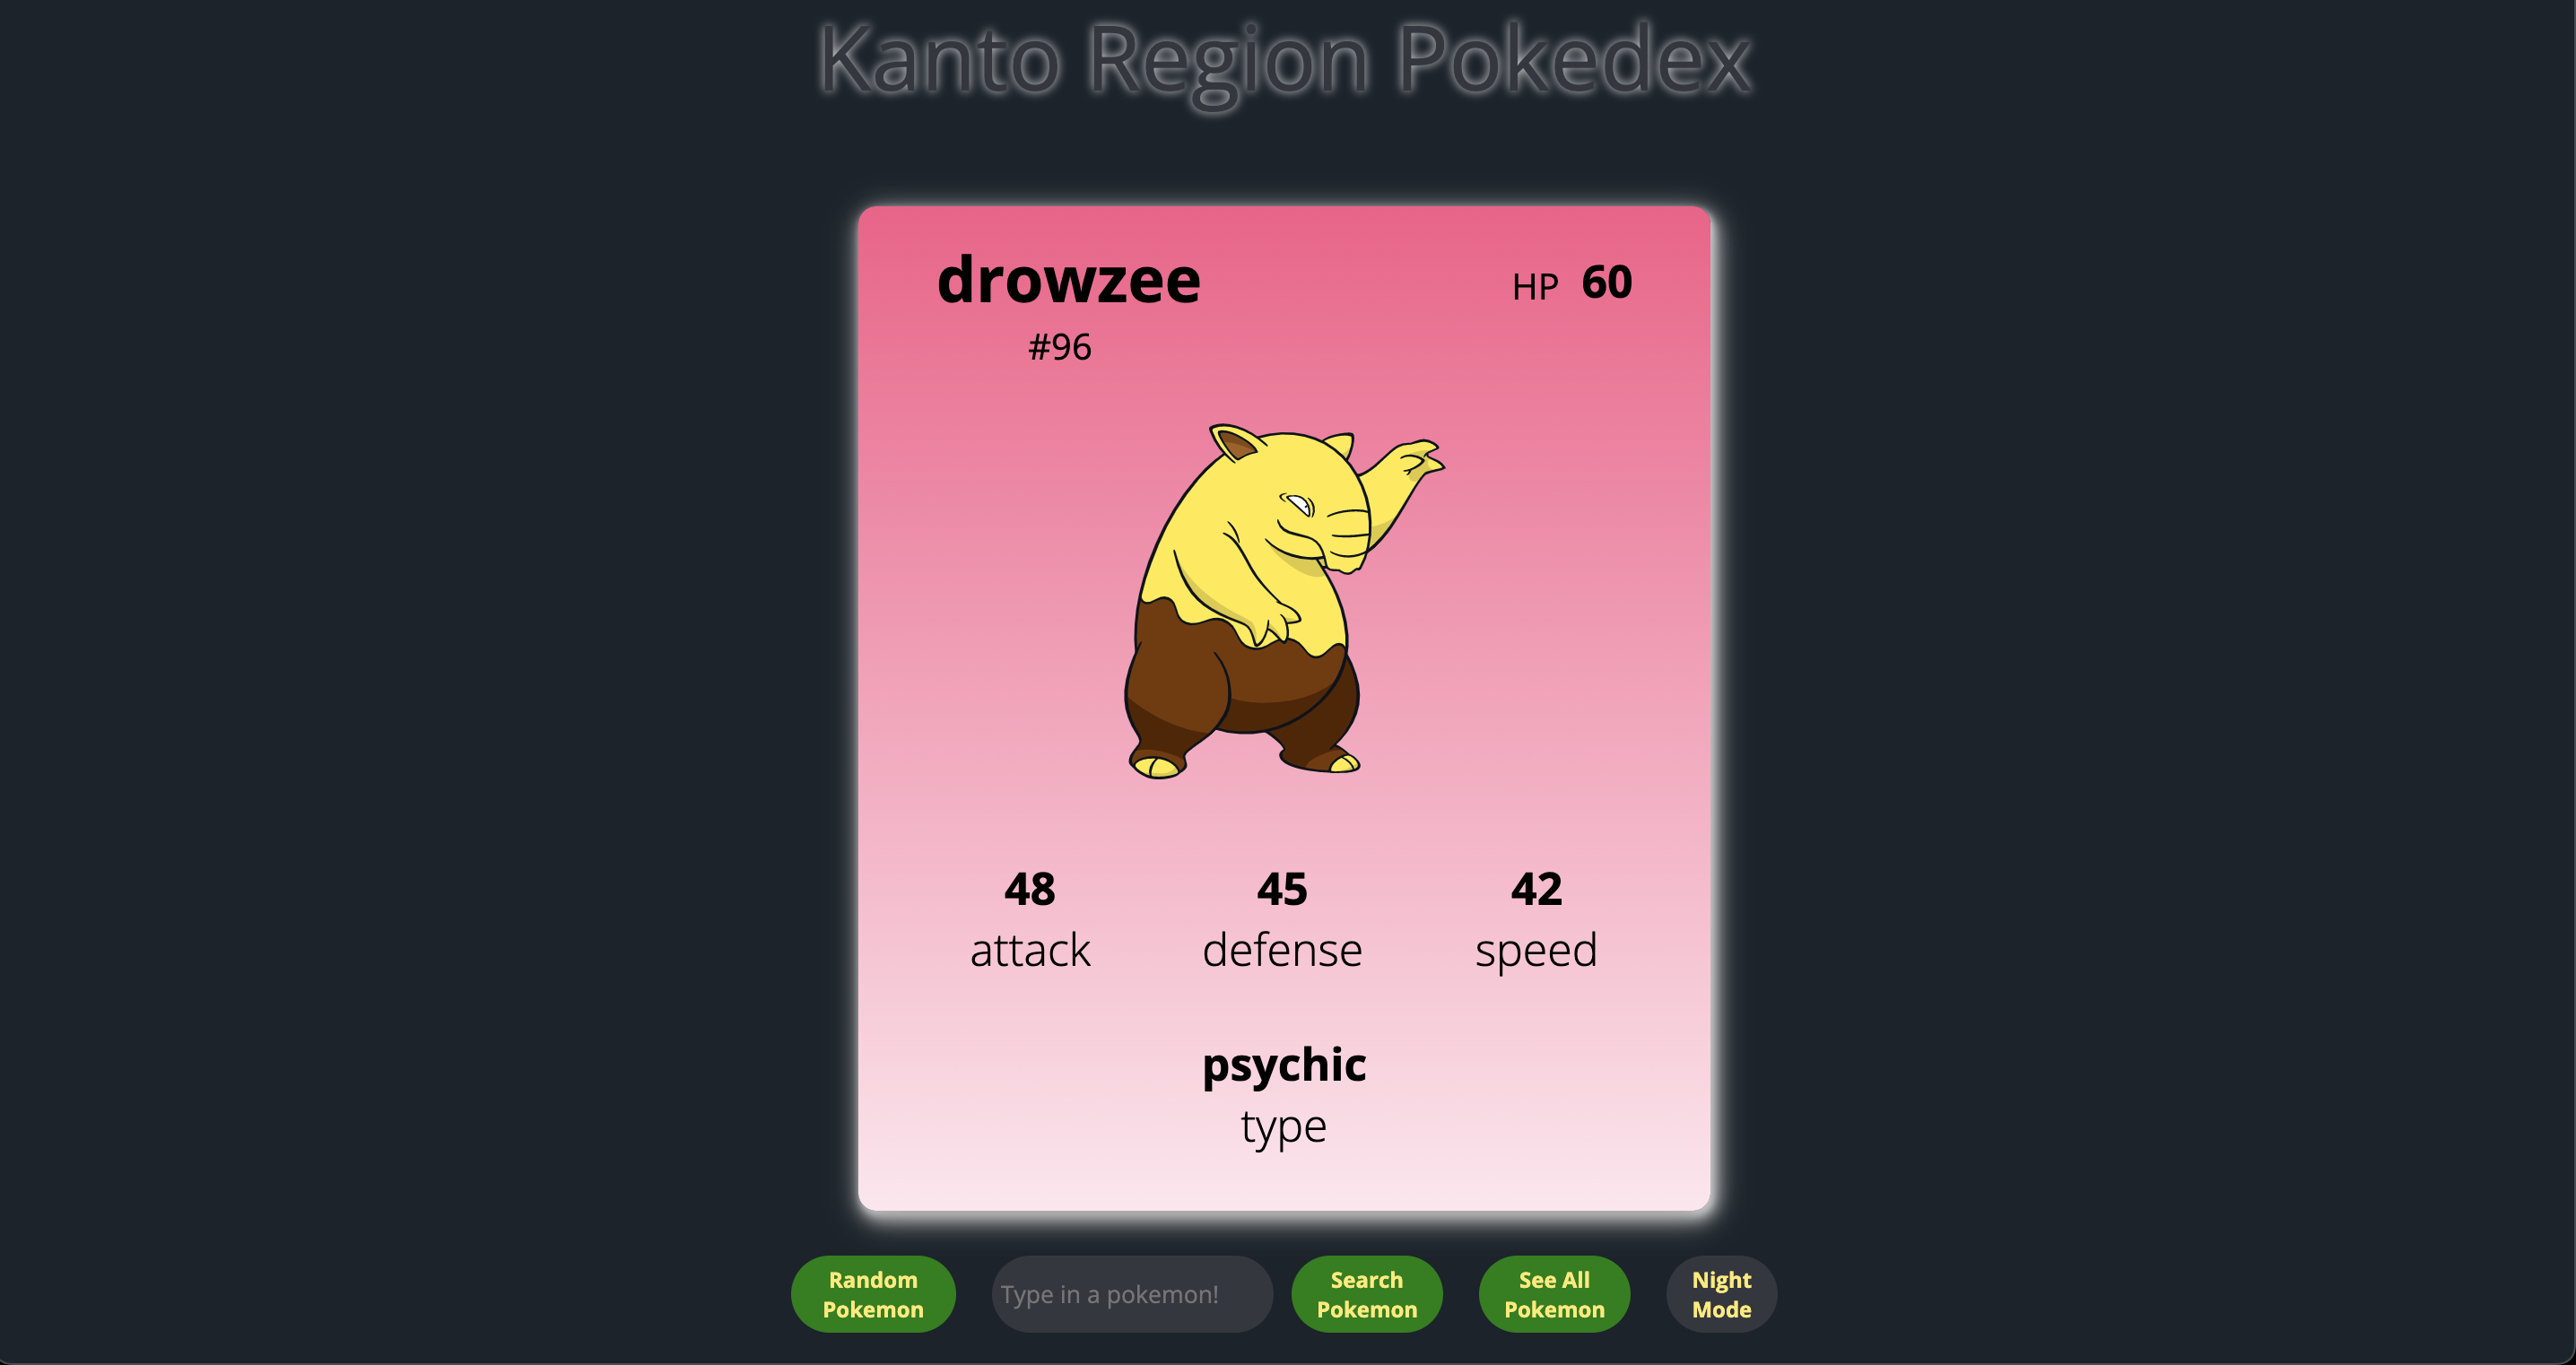 Kanto Region Pokedex
drowzee
HP 60
#96
48
attack
45
defense
42
speed
psychic
type
Random
Pokemon
Type in a pokemon!
Search
Pokemon
See All
Pokemon
Night
Mode